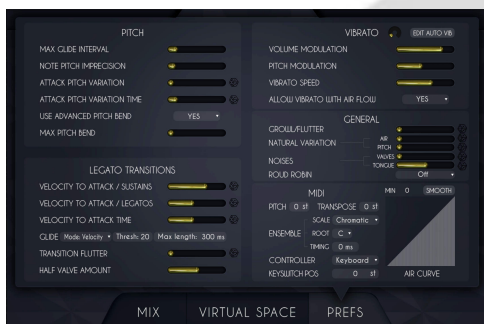 PITCH
MAX GLIDE INTERVAL
NOTE PITCH IMPRECISION
ATTACK PITCH VARIATION
ATTACK PITCH VARIATION TIME
USE ADVANCED PITCH BEND YES
MAX PITCH BEND
LEGATO TRANSITIONS
VELOCITY TO ATTACK / SUSTAINS
VELOCITY TO ATTACK / LEGATOS
VELOCITY TO ATTACK TIME
GLIDE Mode: Velocity Thresh: 20 Max length: 300 ms
TRANSITION FLUTTER
HALF VALVE AMOUNT
VIBRATO EDIT AUTO VIB
VOLUME MODULATION
PITCH MODULATION
VIBRATO SPEED
ALLOW VIBRATO WITH AIR FLOW YES
GENERAL
GROWL/FLUTTER
NATURAL VARIATION AIR
PITCH
NOISES VALVES
TONGUE
ROUD ROBIN Off
MIDI MIN 0 SMOOTH
PITCH 0 st TRANSPOSE 0 st
SCALE Chromatic
ENSEMBLE ROOT C
TIMING 0 ms
CONTROLLER Keyboard
KEYSWITCH POS 0 st AIR CURVE
MIX VIRTUAL SPACE PREFS